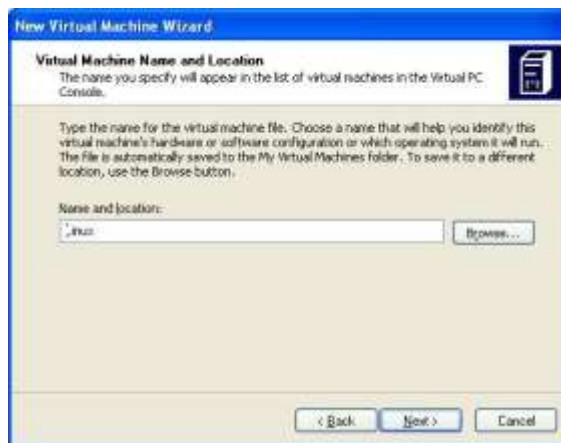 New Virtual Machine Wizard
Virtual Machine Name and Location
The name you specify will appear in the list of virtual machines in the Virtual PC
Console.
Type the name for the virtual machine file. Choose a name that will help you identify this
virtual machine's hardware or software configuration or which operating system it will run.
The file is automatically saved to the My Virtual Machines folder. To save it to a different
location, use the Browse button.
Name and location:
Browse...
< Back
Next >
Cancel